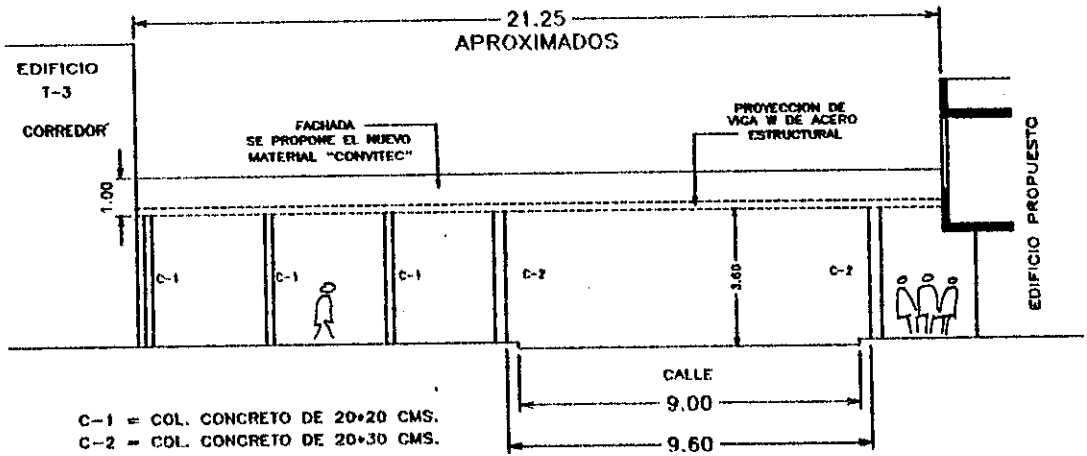 21.25
APROXIMADOS
EDIFICIO
T-3
CORREDOR
FACHADA
SE PROPONE EL NUEVO
MATERIAL "CONVITEC"
PROYECCION DE
VIGA W DE ACERO
ESTRUCTURAL
EDIFICIO PROPUESTO
1.00
C-1
C-1
C-1
C-2
3.60
C-2
CALLE
9.00
9.60
C-1 = COL. CONCRETO DE 20*20 CMS.
C-2 = COL. CONCRETO DE 20*30 CMS.